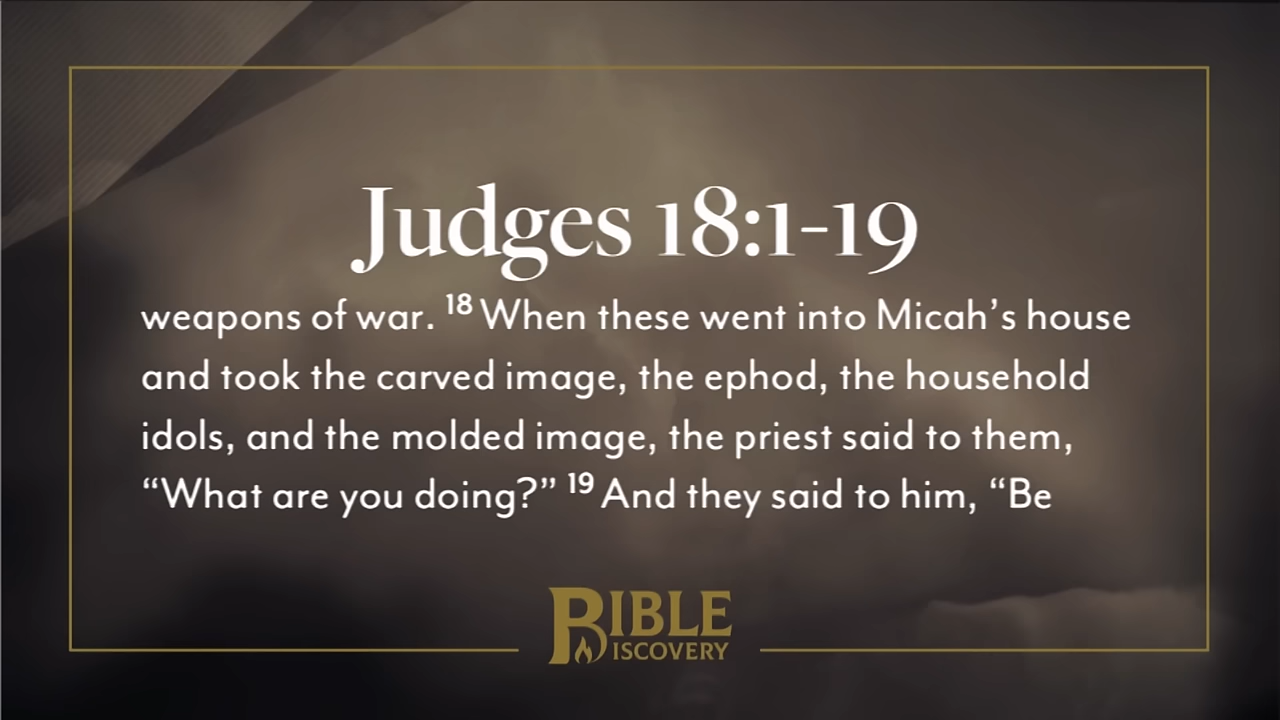 Judges 18:1-19
weapons of war. 18 When these went into Micah’s house
and took the carved image, the ephod, the household
idols, and the molded image, the priest said to them,
“What are you doing?” 19 And they said to him, “Be
BIBLE
DISCOVERY